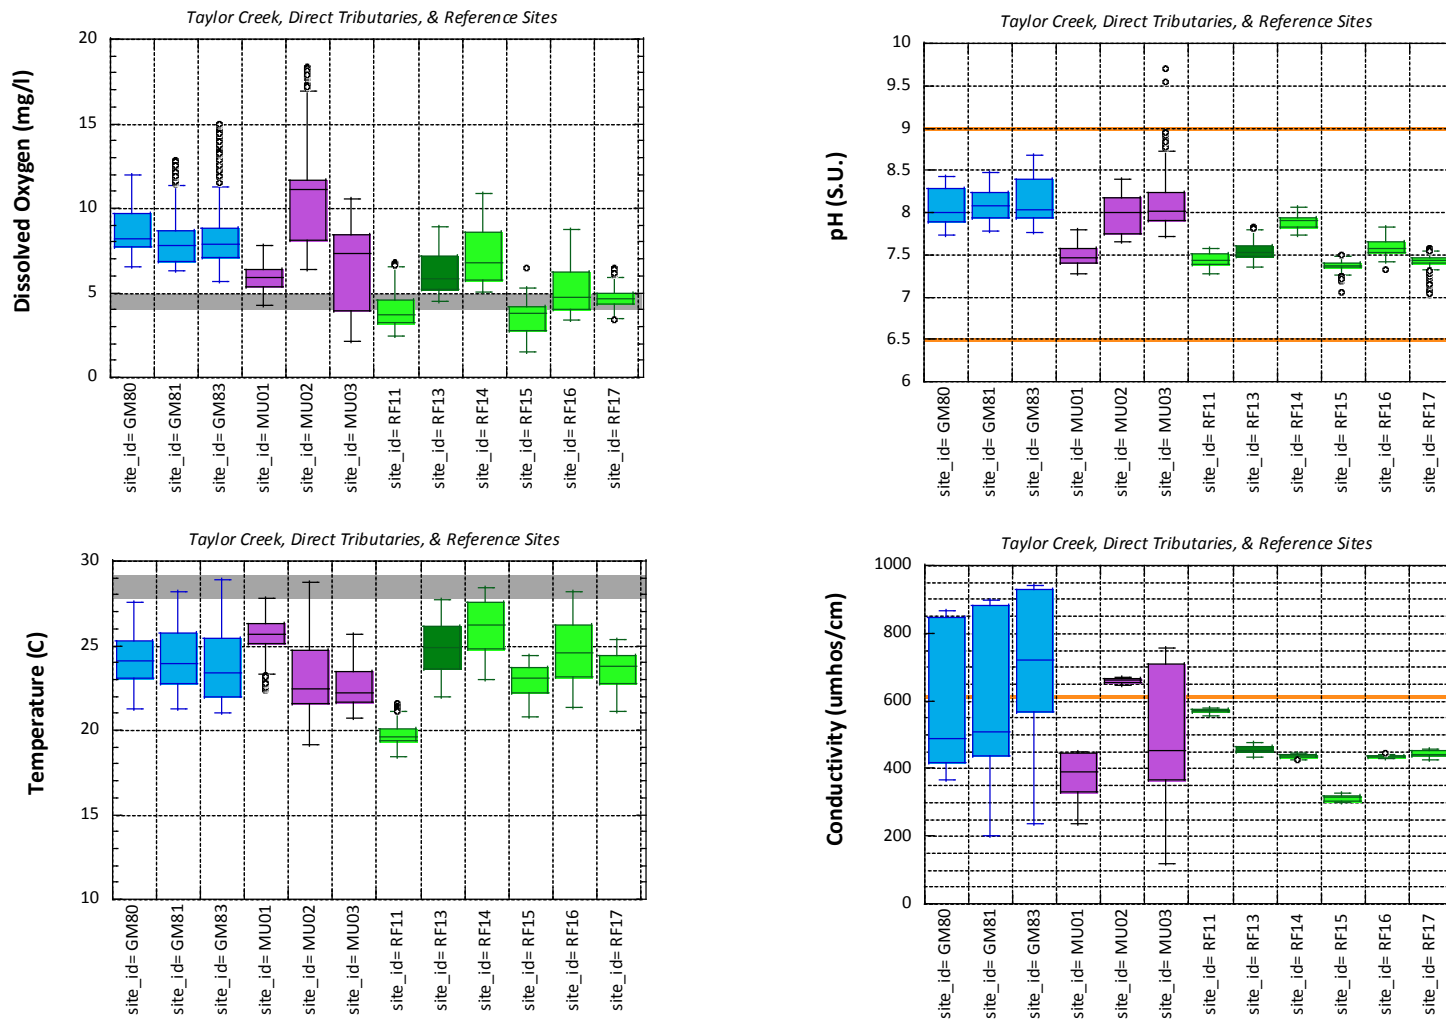 Taylor Creek, Direct Tributaries, & Reference Sites
Dissolved Oxygen (mg/l)
20
15
10
5
0
site_id= GM80
site_id= GM81
site_id= GM83
site_id= MU01
site_id= MU02
site_id= MU03
site_id= RF11
site_id= RF13
site_id= RF14
site_id= RF15
site_id= RF16
site_id= RF17
Taylor Creek, Direct Tributaries, & Reference Sites
pH (S.U.)
10
9.5
9
8.5
8
7.5
7
6.5
6
site_id= GM80
site_id= GM81
site_id= GM83
site_id= MU01
site_id= MU02
site_id= MU03
site_id= RF11
site_id= RF13
site_id= RF14
site_id= RF15
site_id= RF16
site_id= RF17
Taylor Creek, Direct Tributaries, & Reference Sites
Temperature (C)
30
25
20
15
10
site_id= GM80
site_id= GM81
site_id= GM83
site_id= MU01
site_id= MU02
site_id= MU03
site_id= RF11
site_id= RF13
site_id= RF14
site_id= RF15
site_id= RF16
site_id= RF17
Taylor Creek, Direct Tributaries, & Reference Sites
Conductivity (umhos/cm)
1000
800
600
400
200
0
site_id= GM80
site_id= GM81
site_id= GM83
site_id= MU01
site_id= MU02
site_id= MU03
site_id= RF11
site_id= RF13
site_id= RF14
site_id= RF15
site_id= RF16
site_id= RF17